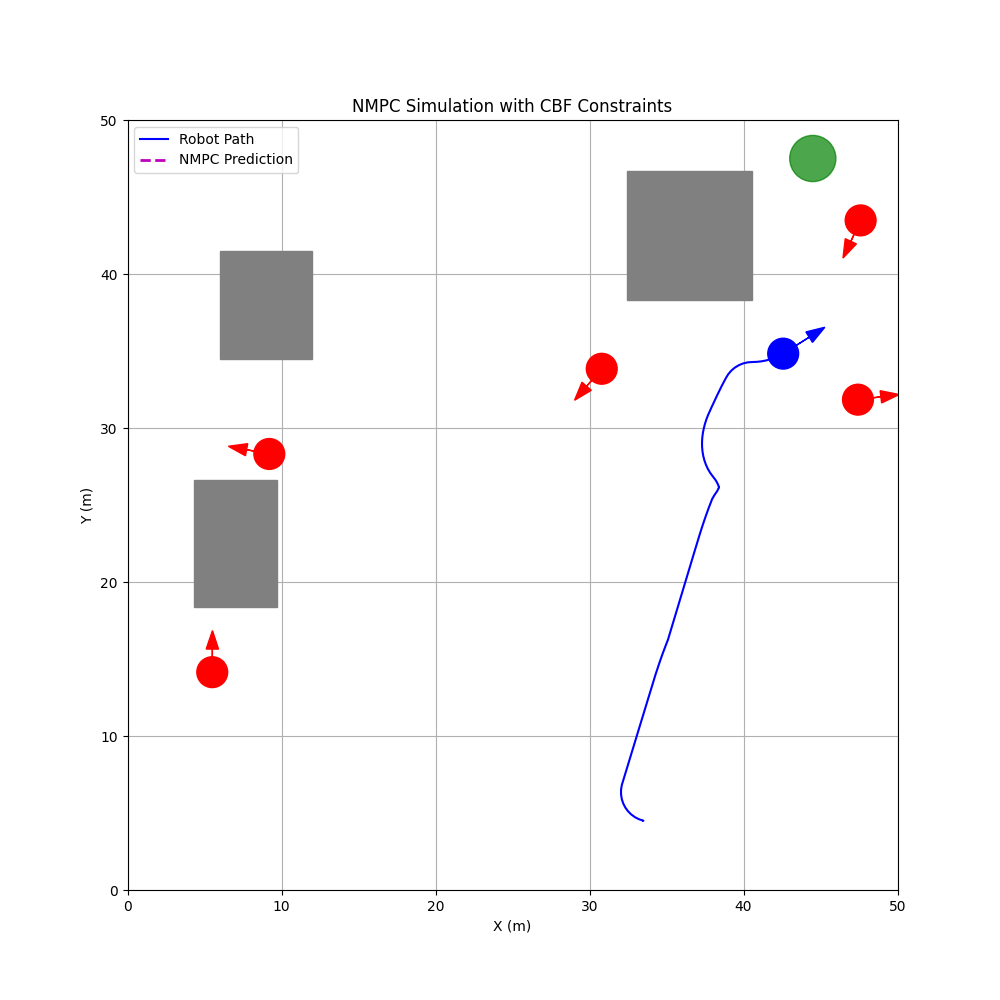 NMPC Simulation with CBF Constraints
Robot Path
NMPC Prediction
50
40
30
20
10
0
Y (m)
0 10 20 30 40 50
X (m)